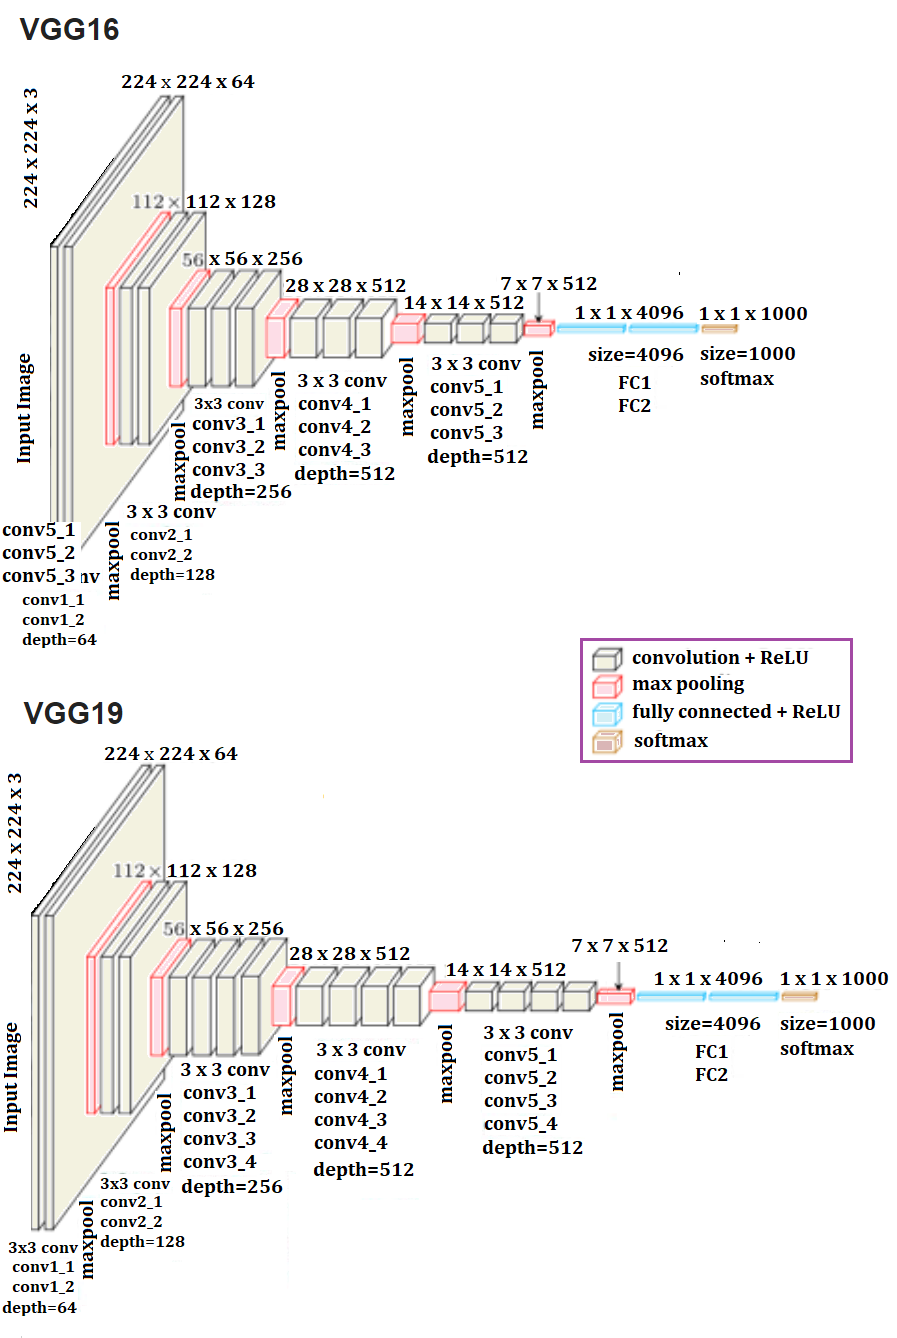 VGG16
224 x 224 x 64
224 x 224 x 3
112 × 112 x 128
56 x 56 x 256
28 x 28 x 512
7 x 7 x 512
14 x 14 x 512
1 x 1 x 4096
1 x 1 x 1000
Input Image
size=4096
FC1
FC2
size=1000
softmax
maxpool
3 x 3 conv
conv5_1
conv5_2
conv5_3
depth=512
maxpool
3 x 3 conv
conv4_1
conv4_2
conv4_3
depth=512
maxpool
3x3 conv
conv3_1
conv3_2
conv3_3
depth=256
maxpool
3 x 3 conv
conv2_1
conv2_2
depth=128
maxpool
conv5_1
conv5_2
conv5_3 nv
conv1_1
conv1_2
depth=64
convolution + ReLU
max pooling
fully connected + ReLU
softmax
VGG19
224 x 224 x 64
224 x 224 x 3
112 × 112 x 128
56 x 56 x 256
28 x 28 x 512
14 x 14 x 512
7 x 7 x 512
1 x 1 x 4096
1 x 1 x 1000
Input Image
size=4096
FC1
FC2
size=1000
softmax
maxpool
3 x 3 conv
conv5_1
conv5_2
conv5_3
conv5_4
depth=512
maxpool
3 x 3 conv
conv4_1
conv4_2
conv4_3
conv4_4
depth=512
maxpool
3 x 3 conv
conv3_1
conv3_2
conv3_3
conv3_4
depth=256
maxpool
3x3 conv
conv2_1
conv2_2
depth=128
maxpool
3x3 conv
conv1_1
conv1_2
depth=64